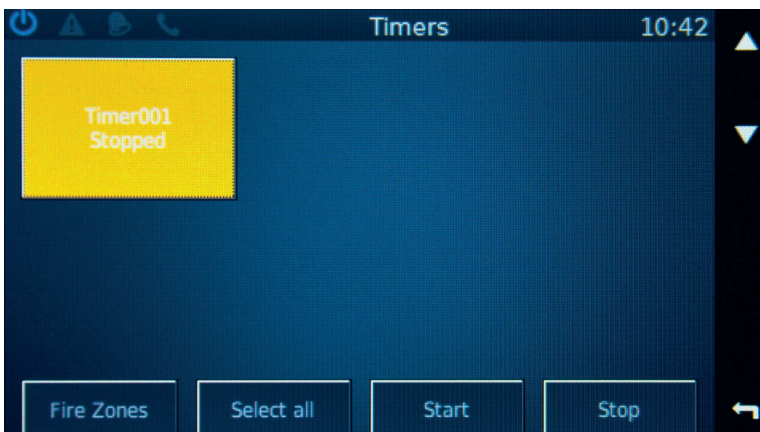 Timers
10:42
Timer001
Stopped
Fire Zones
Select all
Start
Stop